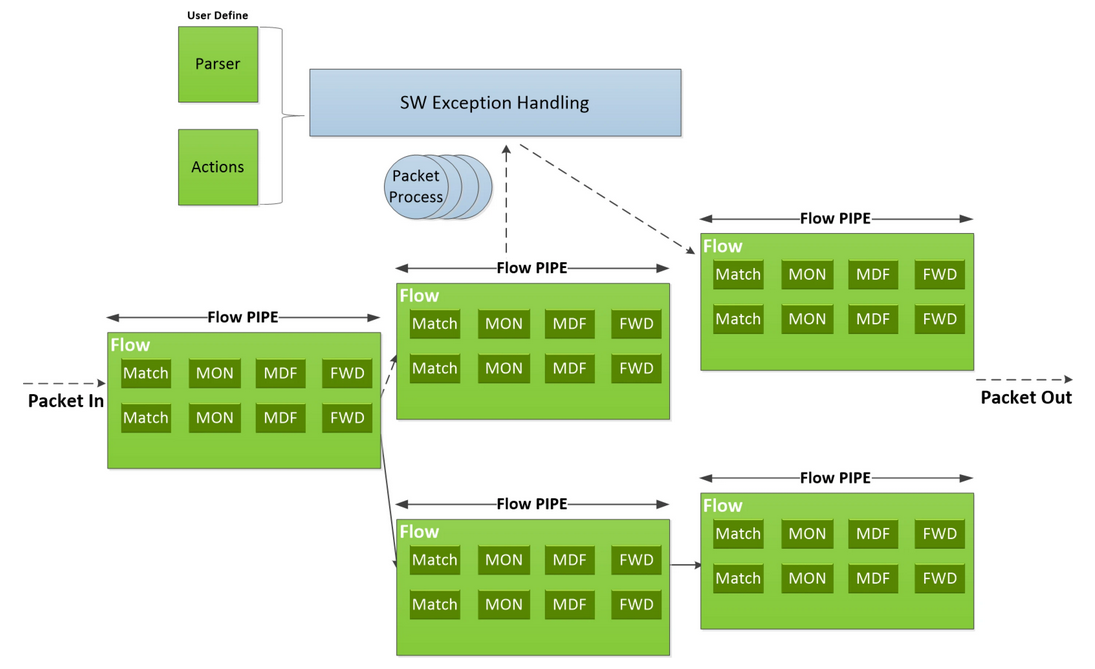 User Define
Parser
SW Exception Handling
Actions
Packet
Process
Flow PIPE
Flow
Match MON MDF FWD
Match MON MDF FWD
Flow PIPE
Flow
Match MON MDF FWD
Match MON MDF FWD
Flow PIPE
Flow
Match MON MDF FWD
Match MON MDF FWD
Packet In
Packet Out
Flow PIPE
Flow
Match MON MDF FWD
Match MON MDF FWD
Flow PIPE
Flow
Match MON MDF FWD
Match MON MDF FWD